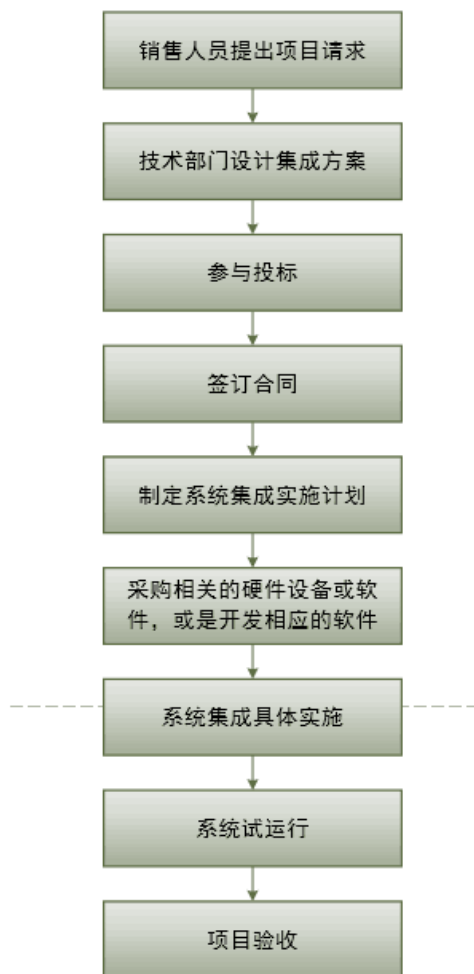 销售人员提出项目请求
技术部门设计集成方案
参与投标
签订合同
制定系统集成实施计划
采购相关的硬件设备或软
件，或是开发相应的软件
系统集成具体实施
系统试运行
项目验收